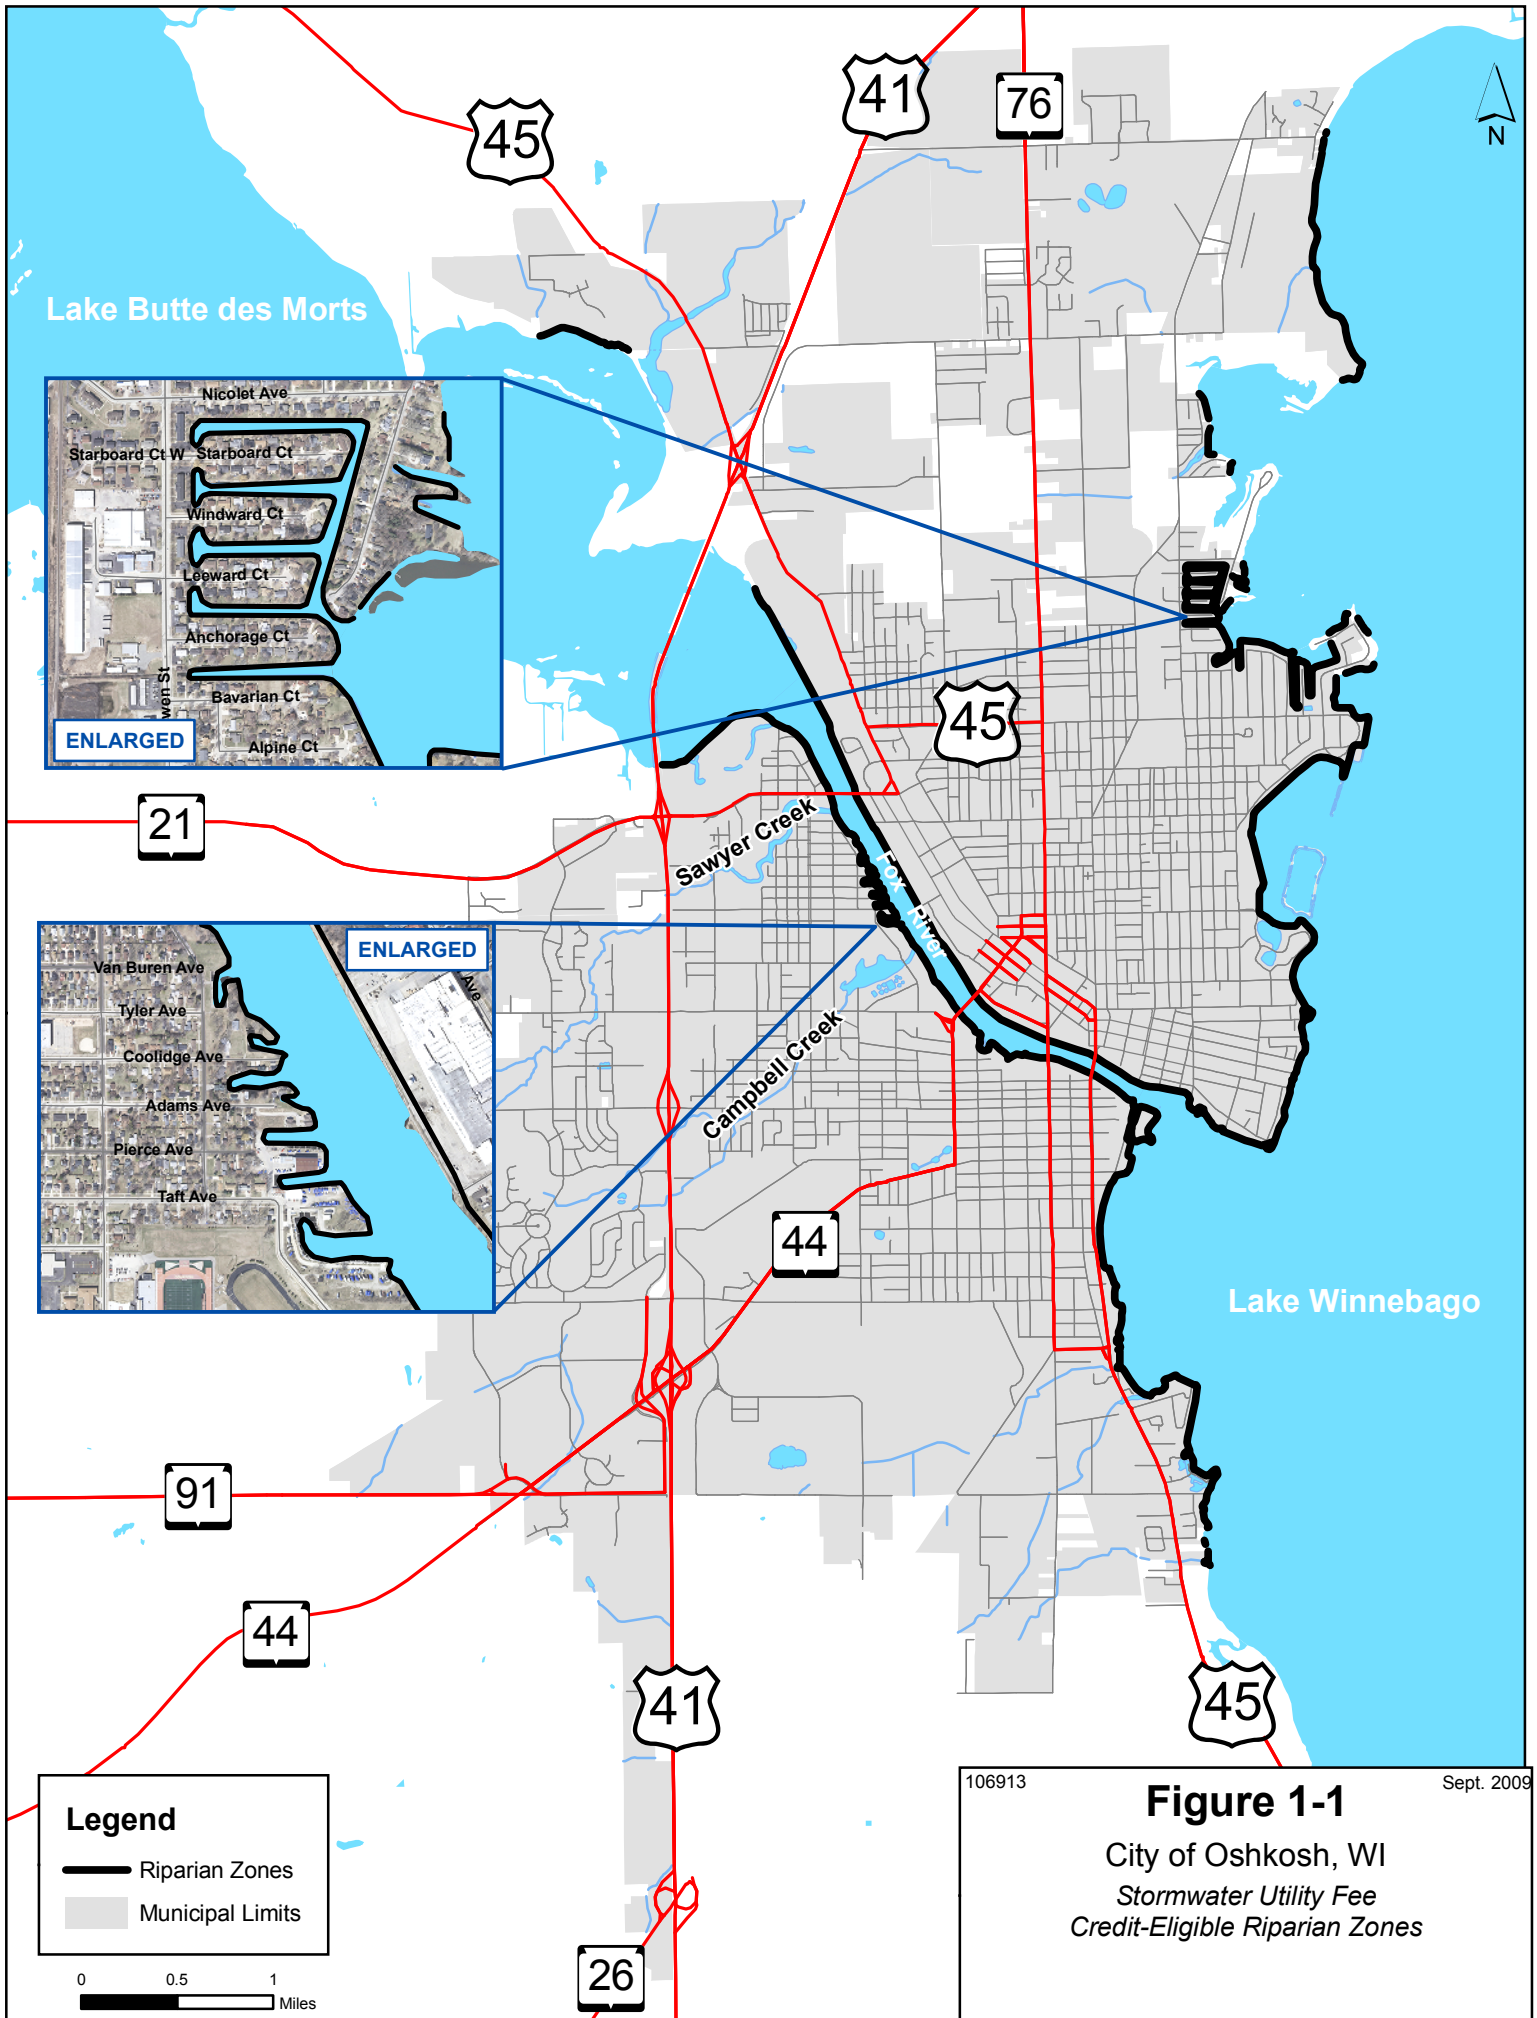 45
41
76
N
Lake Butte des Morts
Nicolet Ave
Starboard Ct W
Starboard Ct
Windward Ct
Leeward Ct
Anchorage Ct
wen St
Bavarian Ct
Alpine Ct
ENLARGED
45
21
Sawyer Creek
Fox River
ENLARGED
Ave
Van Buren Ave
Tyler Ave
Coolidge Ave
Adams Ave
Pierce Ave
Taft Ave
Campbell Creek
44
Lake Winnebago
91
44
41
45
26
Legend
Riparian Zones
Municipal Limits
0 0.5 1
Miles
106913
Sept. 2009
Figure 1-1
City of Oshkosh, WI
Stormwater Utility Fee
Credit-Eligible Riparian Zones